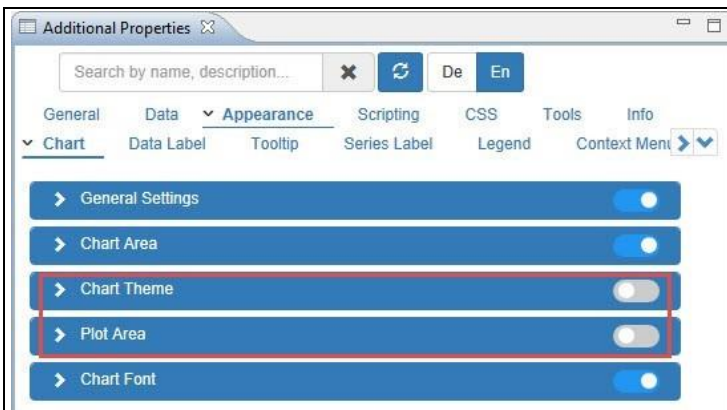 Additional Properties
Search by name, description... De En
General Data Appearance Scripting CSS Tools Info
Chart Data Label Tooltip Series Label Legend Context Menu
General Settings
Chart Area
Chart Theme
Plot Area
Chart Font